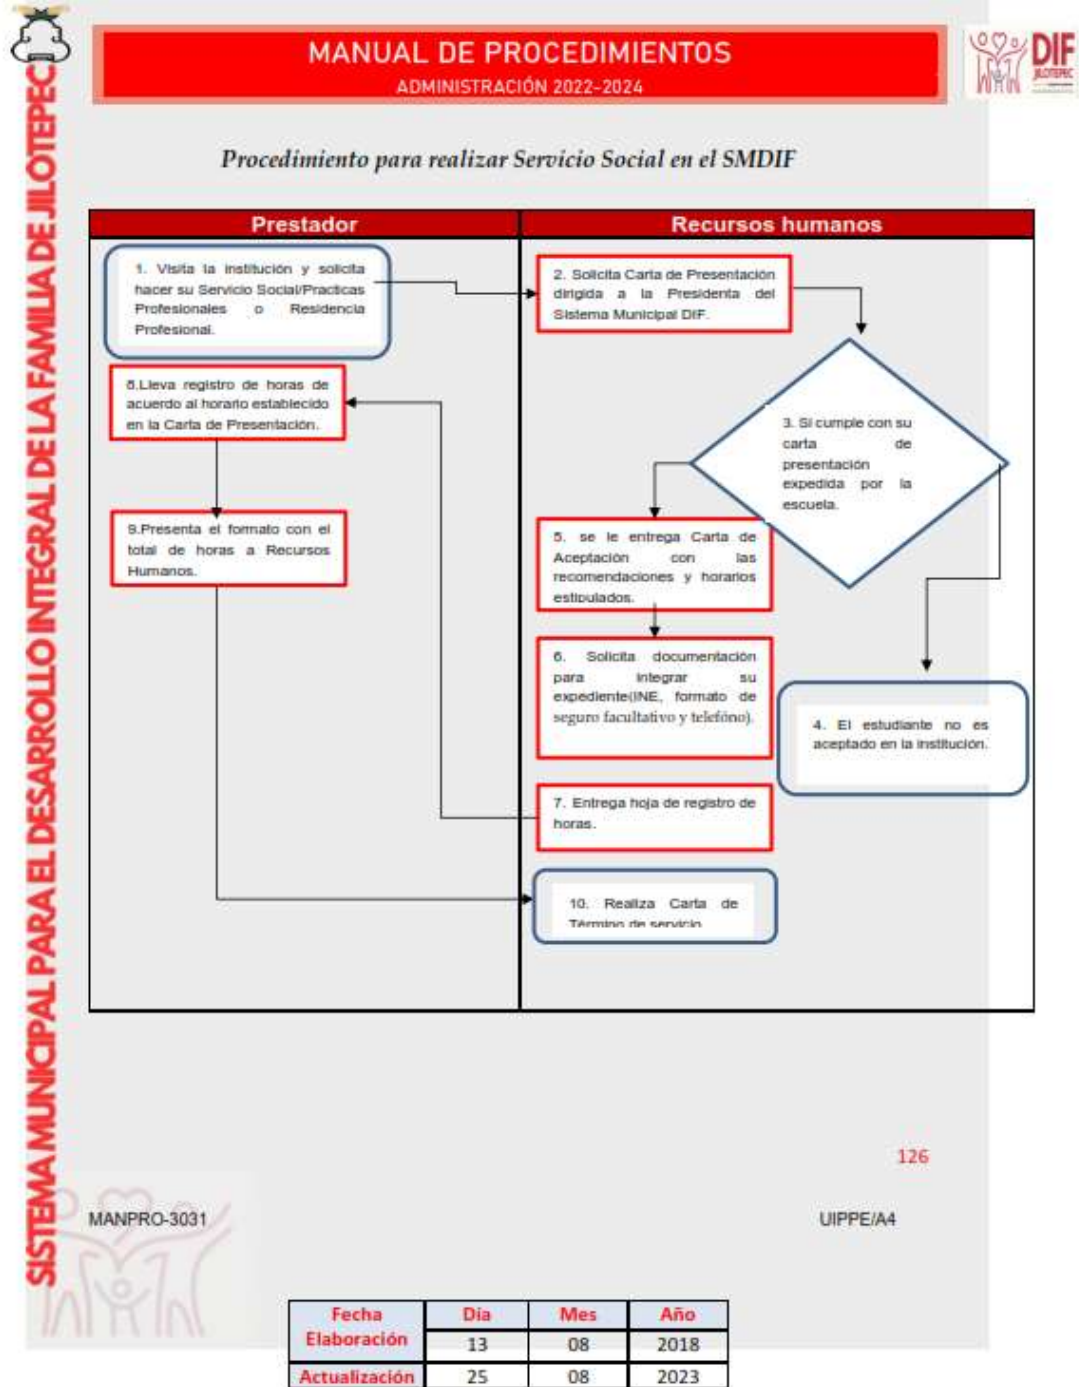 MANUAL DE PROCEDIMIENTOS
ADMINISTRACIÓN 2022-2024
DIF
JILOTEPEC
SISTEMA MUNICIPAL PARA EL DESARROLLO INTEGRAL DE LA FAMILIA DE JILOTEPEC
Procedimiento para realizar Servicio Social en el SMDIF
Prestador
Recursos humanos
1. Visita la institución y solicita
hacer su Servicio Social/Practicas
Profesionales o Residencia
Profesional.
2. Solicita Carta de Presentación
dirigida a la Presidenta del
Sistema Municipal DIF.
3. Si cumple con su
carta de
presentación
expedida por la
escuela.
8.Lleva registro de horas de
acuerdo al horario establecido
en la Carta de Presentación.
9.Presenta el formato con el
total de horas a Recursos
Humanos.
5. se le entrega Carta de
Aceptación con las
recomendaciones y horarios
estipulados.
6. Solicita documentación
para integrar su
expediente(INE, formato de
seguro facultativo y telefóno).
4. El estudiante no es
aceptado en la institución.
7. Entrega hoja de registro de
horas.
10. Realiza Carta de
Término de servicio
126
MANPRO-3031
UIPPE/A4
Fecha Elaboración Día Mes Año
13 08 2018
Actualización 25 08 2023